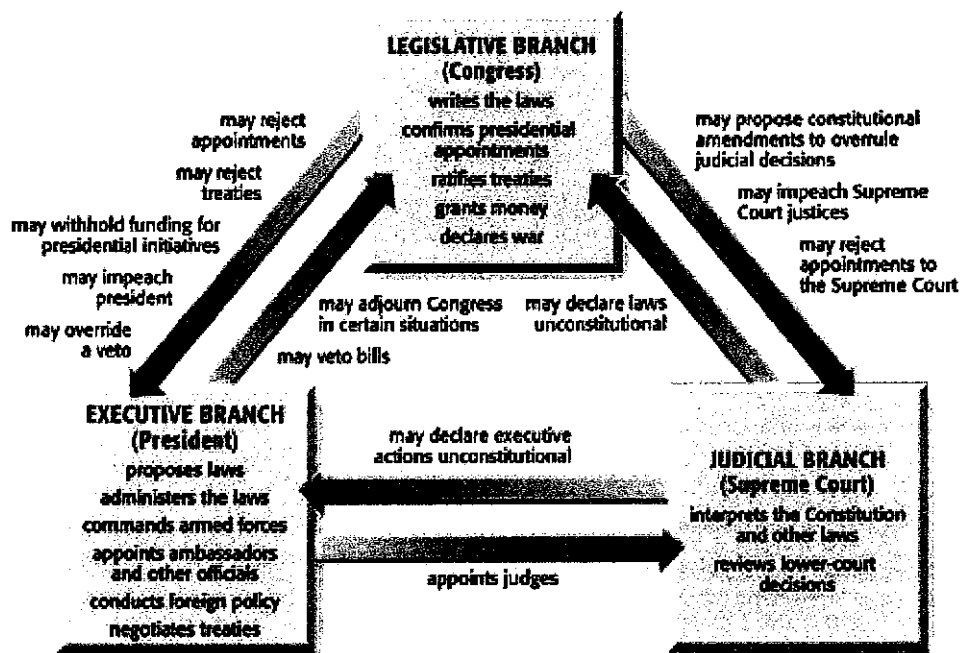 LEGISLATIVE BRANCH
(Congress)
writes the laws
confirms presidential
appointments
ratifies treaties
grants money
declares war
may reject
appointments
may reject
treaties
may withhold funding for
presidential initiatives
may impeach
president
may override
a veto
may propose constitutional
amendments to overrule
judicial decisions
may impeach Supreme
Court justices
may reject
appointments to
the Supreme Court
may adjourn Congress
in certain situations
may veto bills
may declare laws
unconstitutional
EXECUTIVE BRANCH
(President)
proposes laws
administers the laws
commands armed forces
appoints ambassadors
and other officials
conducts foreign policy
negotiates treaties
may declare executive
actions unconstitutional
appoints judges
JUDICIAL BRANCH
(Supreme Court)
interprets the Constitution
and other laws
reviews lower-court
decisions